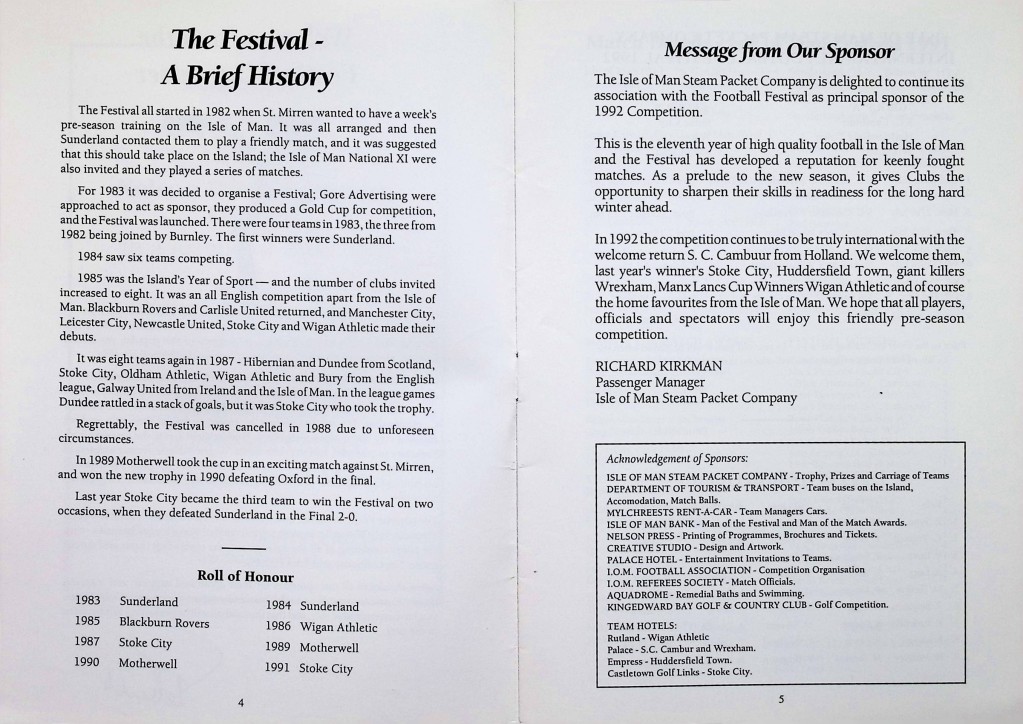 The Festival -
A Brief History
The Festival all started in 1982 when St. Mirren wanted to have a week's
pre-season training on the Isle of Man. It was all arranged and then
Sunderland contacted them to play a friendly match, and it was suggested
that this should take place on the Island; the Isle of Man National XI were
also invited and they played a series of matches.
For 1983 it was decided to organise a Festival; Gore Advertising were
approached to act as sponsor, they produced a Gold Cup for competition,
and the Festival was launched. There were four teams in 1983, the three from
1982 being joined by Burnley. The first winners were Sunderland.
1984 saw six teams competing.
1985 was the Island's Year of Sport — and the number of clubs invited
increased to eight. It was an all English competition apart from the Isle of
Man. Blackburn Rovers and Carlisle United returned, and Manchester City,
Leicester City, Newcastle United, Stoke City and Wigan Athletic made their
debuts.
It was eight teams again in 1987 - Hibernian and Dundee from Scotland,
Stoke City, Oldham Athletic, Wigan Athletic and Bury from the English
league, Galway United from Ireland and the Isle of Man. In the league games
Dundee rattled in a stack of goals, but it was Stoke City who took the trophy.
Regrettably, the Festival was cancelled in 1988 due to unforeseen
circumstances.
In 1989 Motherwell took the cup in an exciting match against St. Mirren,
and won the new trophy in 1990 defeating Oxford in the final.
Last year Stoke City became the third team to win the Festival on two
occasions, when they defeated Sunderland in the Final 2-0.
Roll of Honour
1983 Sunderland 1984 Sunderland
1985 Blackburn Rovers 1986 Wigan Athletic
1987 Stoke City 1989 Motherwell
1990 Motherwell 1991 Stoke City
4
Message from Our Sponsor
The Isle of Man Steam Packet Company is delighted to continue its
association with the Football Festival as principal sponsor of the
1992 Competition.
This is the eleventh year of high quality football in the Isle of Man
and the Festival has developed a reputation for keenly fought
matches. As a prelude to the new season, it gives Clubs the
opportunity to sharpen their skills in readiness for the long hard
winter ahead.
In 1992 the competition continues to be truly international with the
welcome return S. C. Cambuur from Holland. We welcome them,
last year's winner's Stoke City, Huddersfield Town, giant killers
Wrexham, Manx Lancs Cup Winners Wigan Athletic and of course
the home favourites from the Isle of Man. We hope that all players,
officials and spectators will enjoy this friendly pre-season
competition.
RICHARD KIRKMAN
Passenger Manager
Isle of Man Steam Packet Company
Acknowledgement of Sponsors:
ISLE OF MAN STEAM PACKET COMPANY - Trophy, Prizes and Carriage of Teams
DEPARTMENT OF TOURISM & TRANSPORT - Team buses on the Island,
Accomodation, Match Balls.
MYLCHREESTS RENT-A-CAR - Team Managers Cars.
ISLE OF MAN BANK - Man of the Festival and Man of the Match Awards.
NELSON PRESS - Printing of Programmes, Brochures and Tickets.
CREATIVE STUDIO - Design and Artwork.
PALACE HOTEL - Entertainment Invitations to Teams.
I.O.M. FOOTBALL ASSOCIATION - Competition Organisation
I.O.M. REFEREES SOCIETY - Match Officials.
AQUADROME - Remedial Baths and Swimming.
KINGEDWARD BAY GOLF & COUNTRY CLUB - Golf Competition.
TEAM HOTELS:
Rutland - Wigan Athletic
Palace - S.C. Cambur and Wrexham.
Empress - Huddersfield Town.
Castletown Golf Links - Stoke City.
5